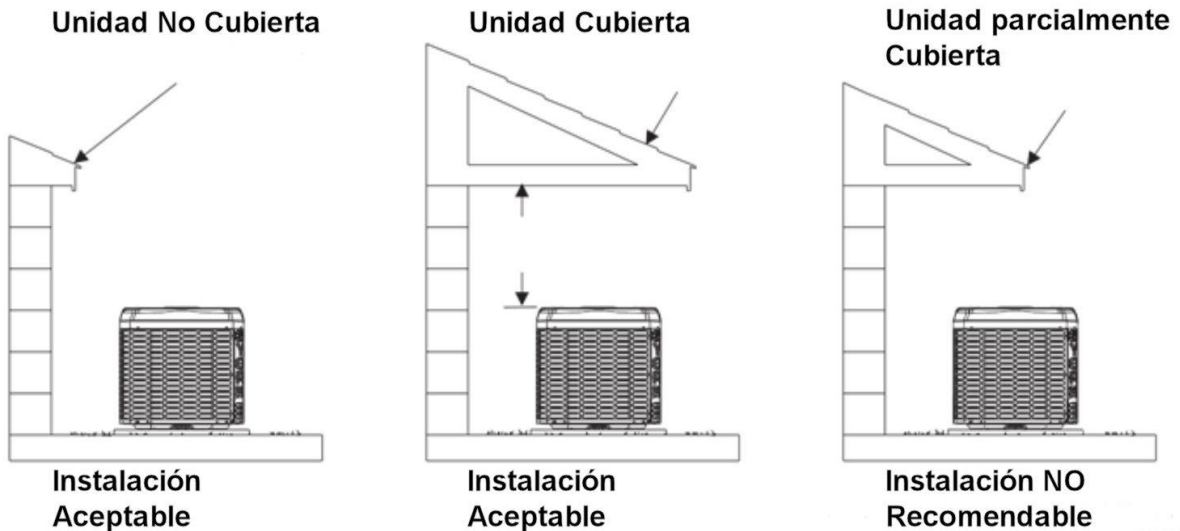 Unidad No Cubierta
Unidad Cubierta
Unidad parcialmente
Cubierta
Instalación
Aceptable
Instalación
Aceptable
Instalación NO
Recomendable